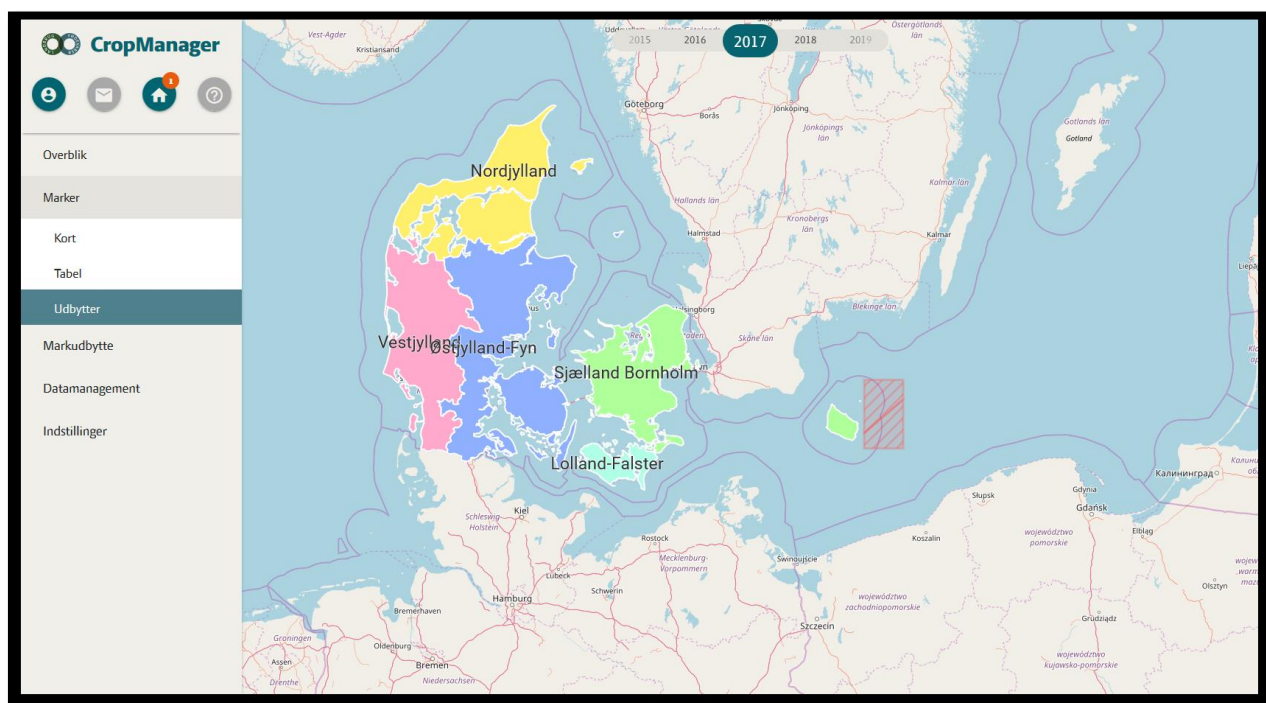 CropManager
1
Overblik
Marker
Kort
Tabel
Udbytter
Markudbytte
Datamanagement
Indstillinger
2015
2016
2017
2018
2019
Vest-Agder
Kristiansand
Östergötlands
län
Göteborg
Borås
Jönköping
Jönköpings
län
Gotlands län
Gotland
Nordjylland
Hallands län
Kronobergs
län
Kalmar län
Halmstad
Kalmar
Vestjylland
Østjylland-Fyn
Sjælland Bornholm
Blekinge län
Skåne län
Lolland-Falster
Калининград
Gdynia
Gdańsk
Słupsk
Kiel
Schleswig-
Holstein
Rostock
Koszalin
województwo
pomorskie
Elbląg
Mecklenburg-
Vorpommern
Świnoujście
Lübeck
Schwerin
Olsztyn
Hamburg
Bremerhaven
województwo
zachodniopomorskie
Szczecin
Grudziądz
Groningen
Oldenburg
Assen
Bremen
Drenthe
Niedersachsen
województwo
kujawsko-pomorskie